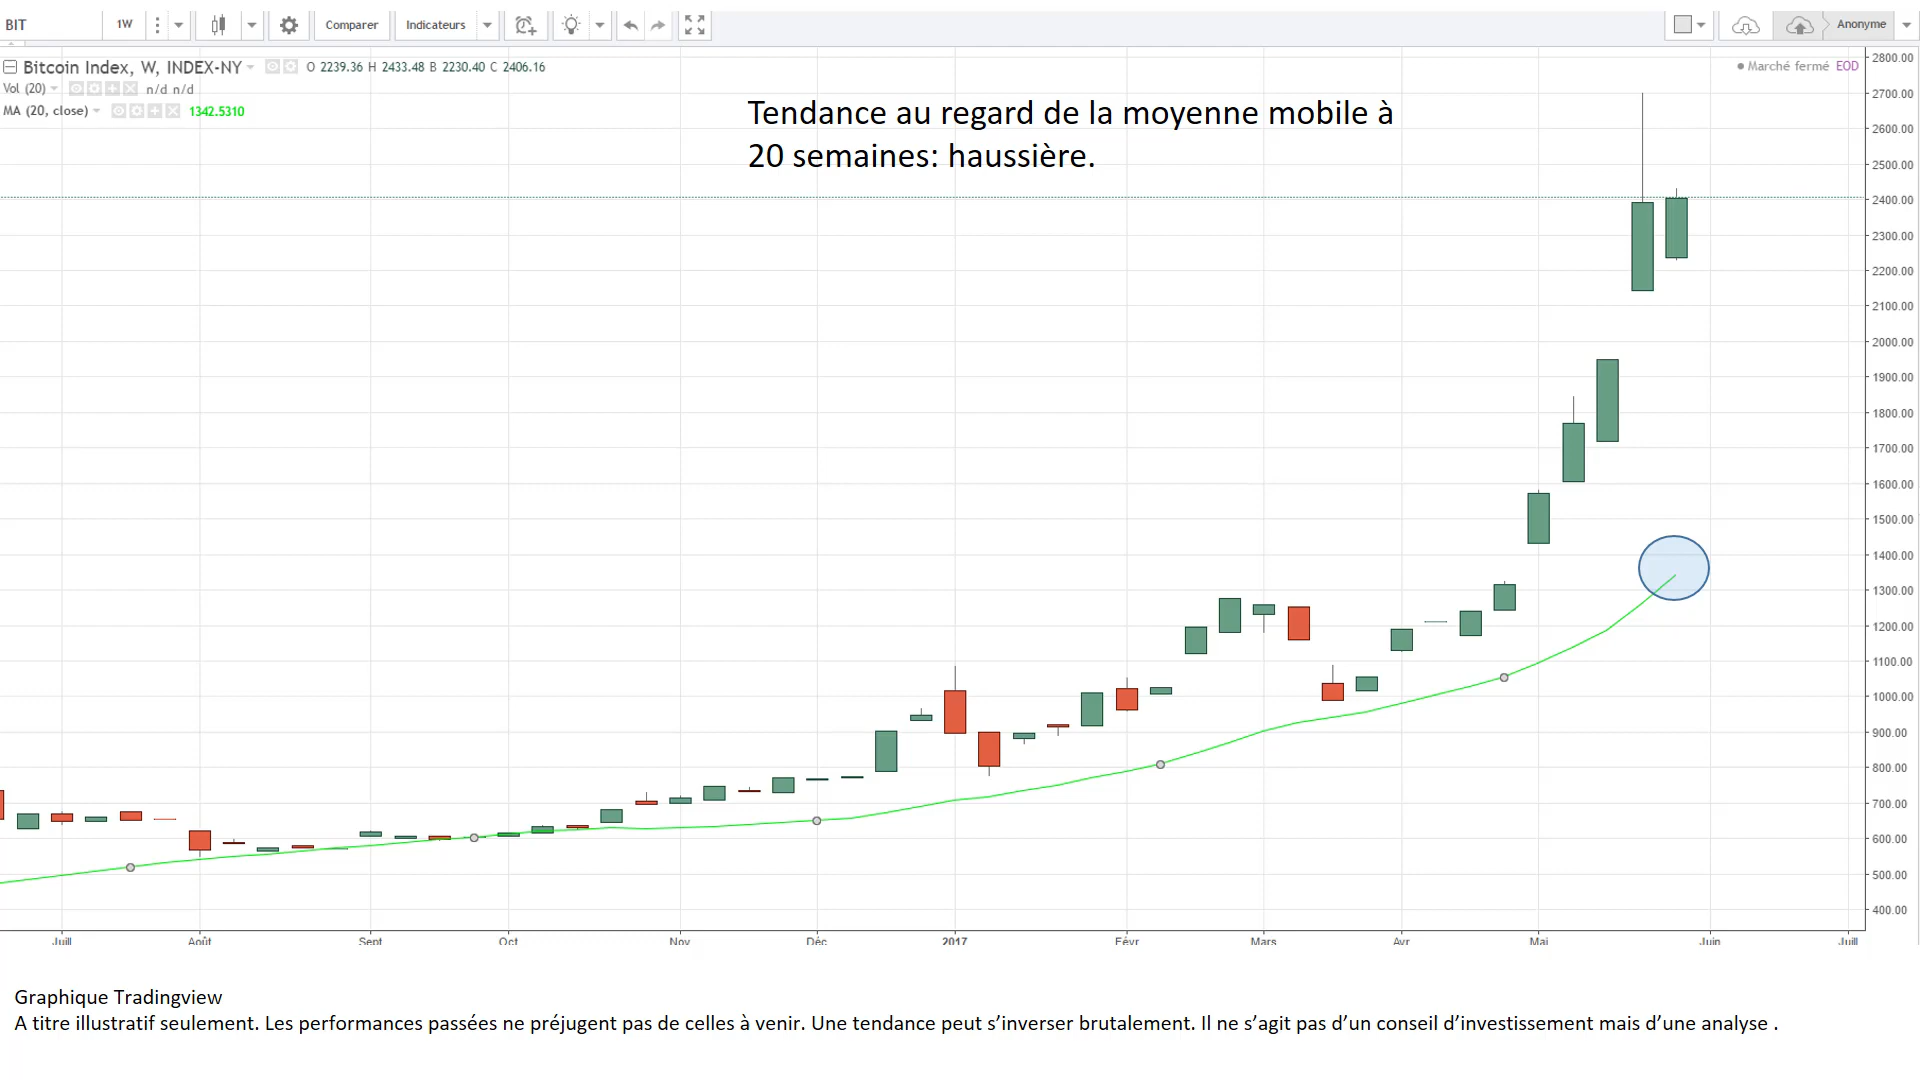 BIT 1W Comparer Indicateurs Anonyme
Bitcoin Index, W, INDEX-NY O 2239.36 H 2433.48 B 2230.40 C 2406.16
Marché fermé EOD
Vol (20) n/d n/d
MA (20, close) 1342.5310
Tendance au regard de la moyenne mobile à
20 semaines: haussière.
2800.00
2700.00
2600.00
2500.00
2400.00
2300.00
2200.00
2100.00
2000.00
1900.00
1800.00
1700.00
1600.00
1500.00
1400.00
1300.00
1200.00
1100.00
1000.00
900.00
800.00
700.00
600.00
500.00
400.00
Juill Août Sept Oct Nov Déc 2017 Févr Mars Avr Mai Juin Juill
Graphique Tradingview
A titre illustratif seulement. Les performances passées ne préjugent pas de celles à venir. Une tendance peut s’inverser brutalement. Il ne s’agit pas d’un conseil d’investissement mais d’une analyse .